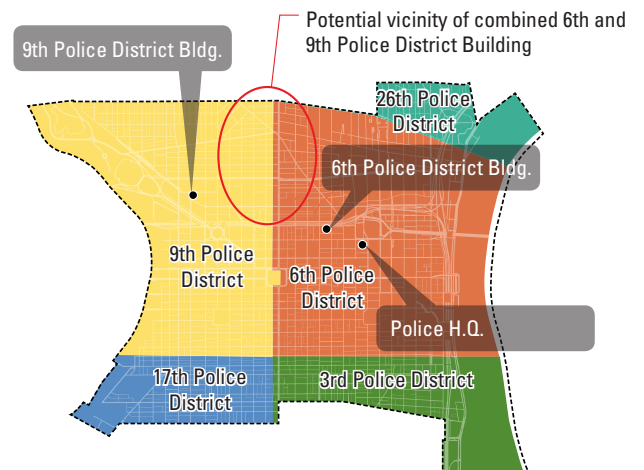 Potential vicinity of combined 6th and
9th Police District Building
9th Police District Bldg.
26th Police
District
6th Police District Bldg.
9th Police
District
6th Police
District
Police H.Q.
17th Police
District
3rd Police District